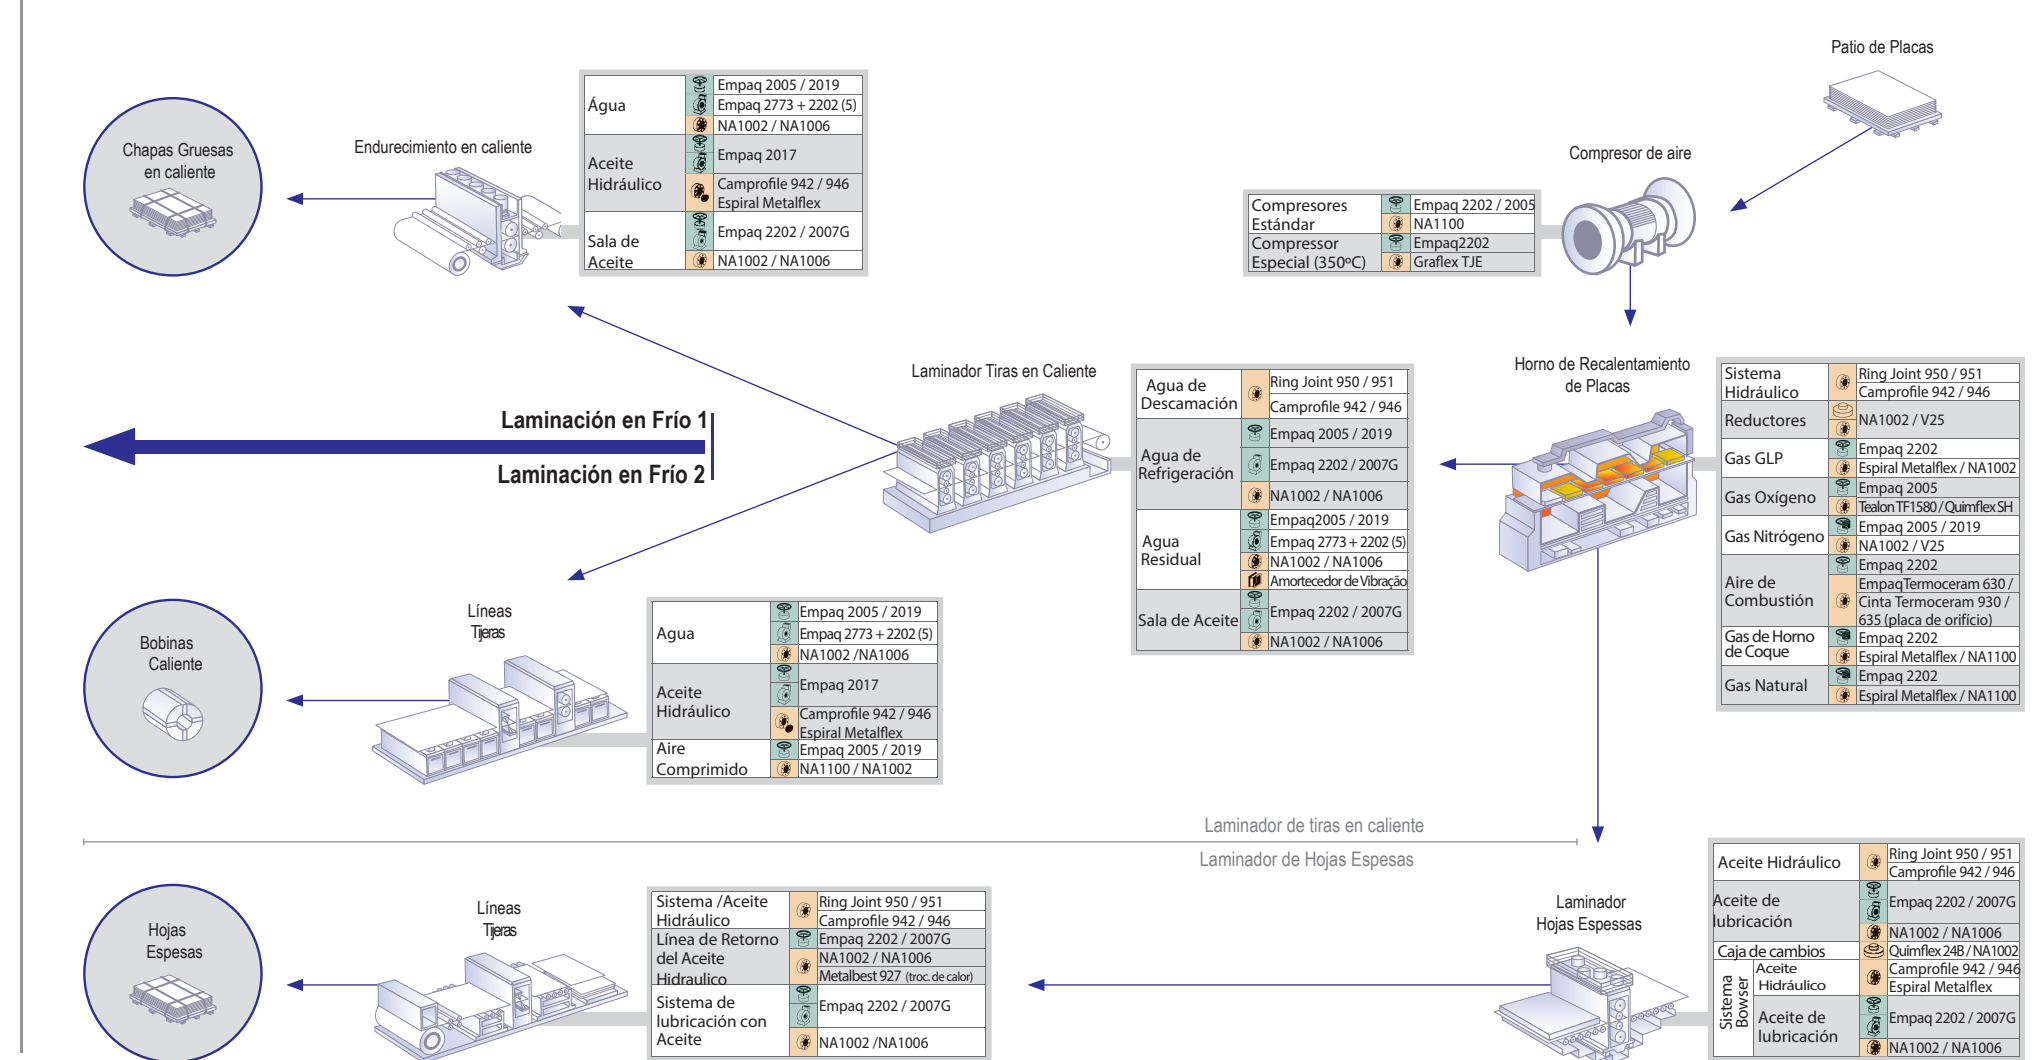 Patio de Placas
Chapas Gruesas
en caliente
Endurecimiento en caliente
Água
Empaq 2005 / 2019
Empaq 2773 + 2202 (5)
NA1002 / NA1006
Aceite
Hidráulico
Empaq 2017
Camprofile 942 / 946
Espiral Metalflex
Sala de
Aceite
Empaq 2202 / 2007G
NA1002 / NA1006
Compresor de aire
Compresores
Estándar
Empaq 2202 / 2005
NA1100
Compressor
Especial (350ºC)
Empaq2202
Graflex TJE
Laminación en Frío 1
Laminación en Frío 2
Laminador Tiras en Caliente
Agua de
Descamación
Ring Joint 950 / 951
Camprofile 942 / 946
Agua de
Refrigeración
Empaq 2005 / 2019
Empaq 2202 / 2007G
NA1002 / NA1006
Agua
Residual
Empaq2005 / 2019
Empaq 2773 + 2202 (5)
NA1002 / NA1006
Amortecedor de Vibração
Sala de Aceite
Empaq 2202 / 2007G
NA1002 / NA1006
Horno de Recalentamiento
de Placas
Sistema
Hidráulico
Ring Joint 950 / 951
Camprofile 942 / 946
Reductores
NA1002 / V25
Gas GLP
Empaq 2202
Espiral Metalflex / NA1002
Gas Oxígeno
Empaq 2005
Tealon TF1580 / Quimflex SH
Gas Nitrógeno
Empaq 2005 / 2019
NA1002 / V25
Aire de
Combustión
Empaq 2202
EmpaqTermoceram 630 /
Cinta Termoceram 930 /
635 (placa de orifício)
Gas de Horno
de Coque
Empaq 2202
Espiral Metalflex / NA1100
Gas Natural
Empaq 2202
Espiral Metalflex / NA1100
Bobinas
Caliente
Líneas
Tijeras
Agua
Empaq 2005 / 2019
Empaq 2773 + 2202 (5)
NA1002 /NA1006
Aceite
Hidráulico
Empaq 2017
Camprofile 942 / 946
Espiral Metalflex
Aire
Comprimido
Empaq 2005 / 2019
NA1100 / NA1002
Laminador de tiras en caliente
Laminador de Hojas Espesas
Hojas
Espesas
Líneas
Tijeras
Sistema /Aceite
Hidráulico
Ring Joint 950 / 951
Camprofile 942 / 946
Línea de Retorno
del Aceite
Hidraulico
Empaq 2202 / 2007G
NA1002 / NA1006
Metalbest 927 (troc. de calor)
Sistema de
lubricación con
Aceite
Empaq 2202 / 2007G
NA1002 /NA1006
Laminador
Hojas Espessas
Aceite Hidráulico
Ring Joint 950 / 951
Camprofile 942 / 946
Aceite de
lubricación
Empaq 2202 / 2007G
NA1002 / NA1006
Caja de cambios
Quimflex 24B / NA1002
Sistema
Bowser
Aceite
Hidráulico
Camprofile 942 / 946
Espiral Metalflex
Aceite de
lubricación
Empaq 2202 / 2007G
NA1002 / NA1006